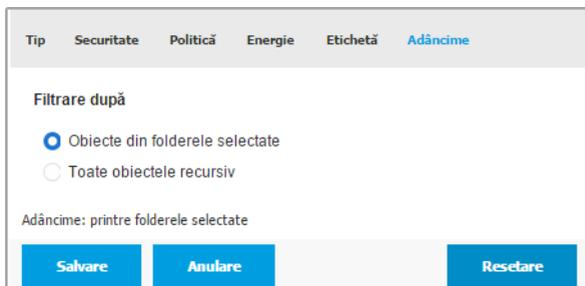 Tip Securitate Politică Energie Etichetă Adâncime
Filtrare după
Obiecte din folderele selectate
Toate obiectele recursiv
Adâncime: printre folderele selectate
Salvare Anulare Resetare